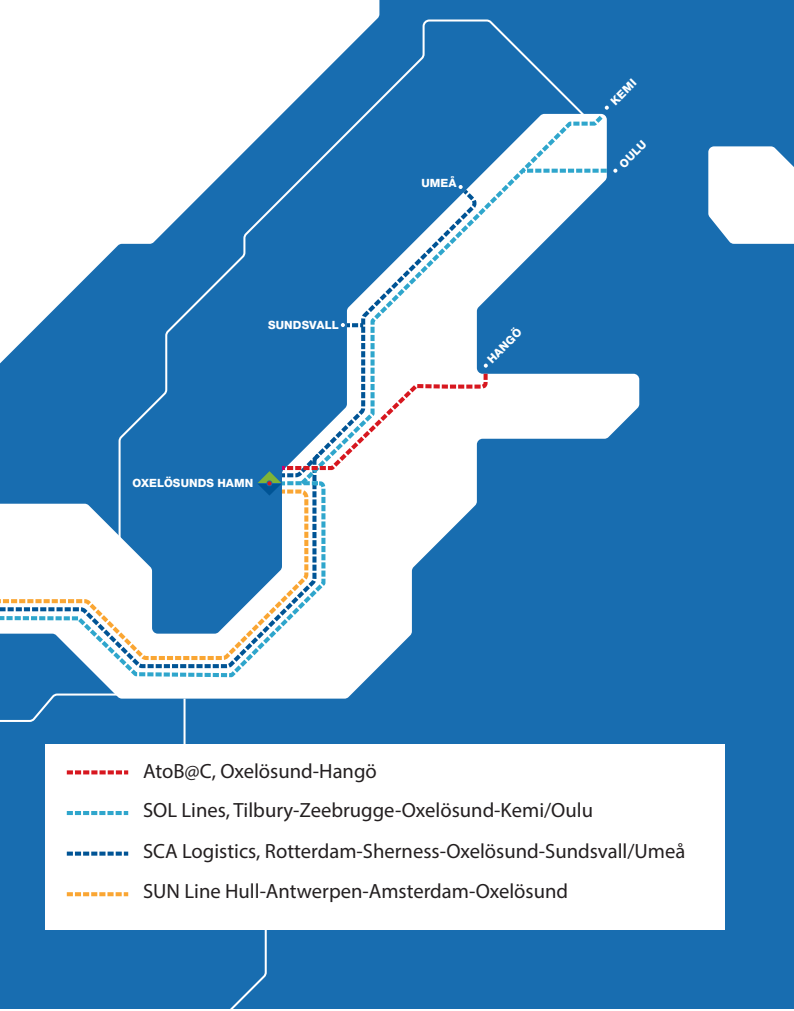 KEMI
OULU
UMEÅ
SUNDSVALL
HANGÖ
OXELÖSUNDS HAMN
AtoB@C, Oxelösund-Hangö
SOL Lines, Tilbury-Zeebrugge-Oxelösund-Kemi/Oulu
SCA Logistics, Rotterdam-Sherness-Oxelösund-Sundsvall/Umeå
SUN Line Hull-Antwerpen-Amsterdam-Oxelösund